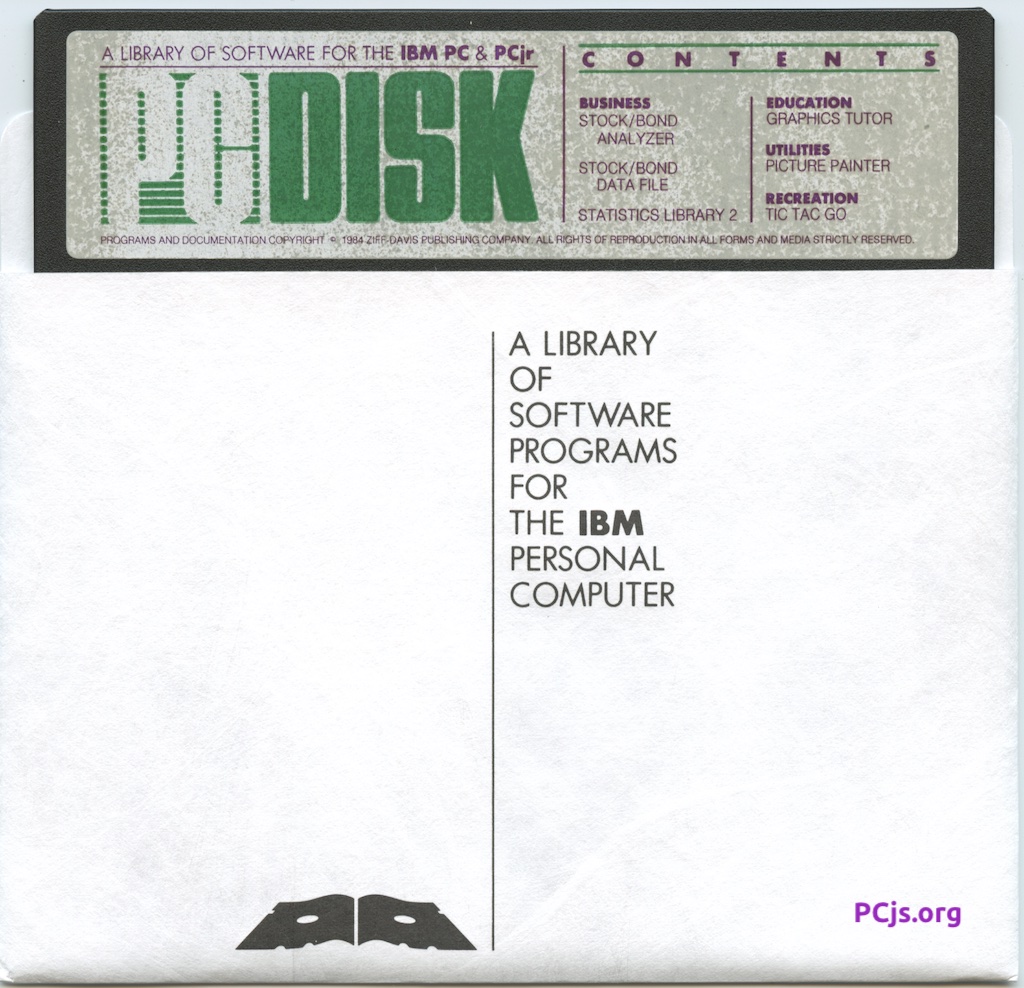 A LIBRARY OF SOFTWARE FOR THE IBM PC & PCjr
PCDISK
CONTENTS
BUSINESS
STOCK/BOND
ANALYZER
STOCK/BOND
DATA FILE
STATISTICS LIBRARY 2
EDUCATION
GRAPHICS TUTOR
UTILITIES
PICTURE PAINTER
RECREATION
TIC TAC GO
PROGRAMS AND DOCUMENTATION COPYRIGHT © 1984 ZIFF-DAVIS PUBLISHING COMPANY. ALL RIGHTS OF REPRODUCTION IN ALL FORMS AND MEDIA STRICTLY RESERVED.
A LIBRARY
OF
SOFTWARE
PROGRAMS
FOR
THE IBM
PERSONAL
COMPUTER
PCjs.org